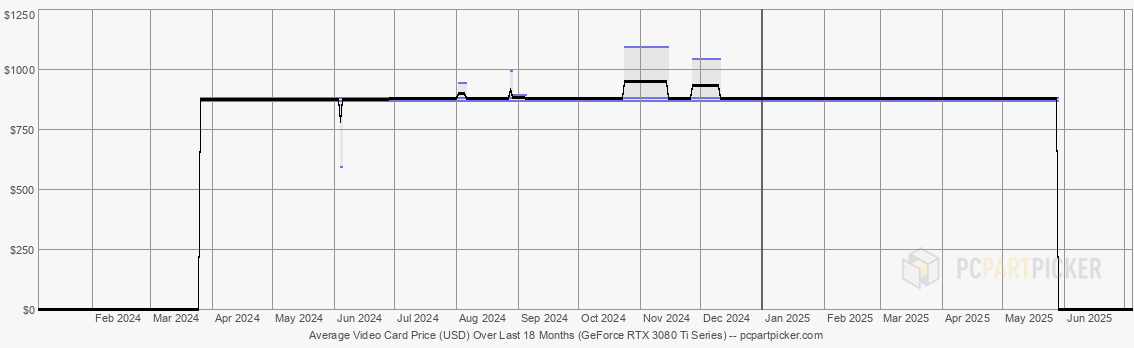 $1250
$1000
$750
$500
$250
$0
PCPARTPICKER
Feb 2024 Mar 2024 Apr 2024 May 2024 Jun 2024 Jul 2024 Aug 2024 Sep 2024 Oct 2024 Nov 2024 Dec 2024 Jan 2025 Feb 2025 Mar 2025 Apr 2025 May 2025 Jun 2025
Average Video Card Price (USD) Over Last 18 Months (GeForce RTX 3080 Ti Series) -- pcpartpicker.com